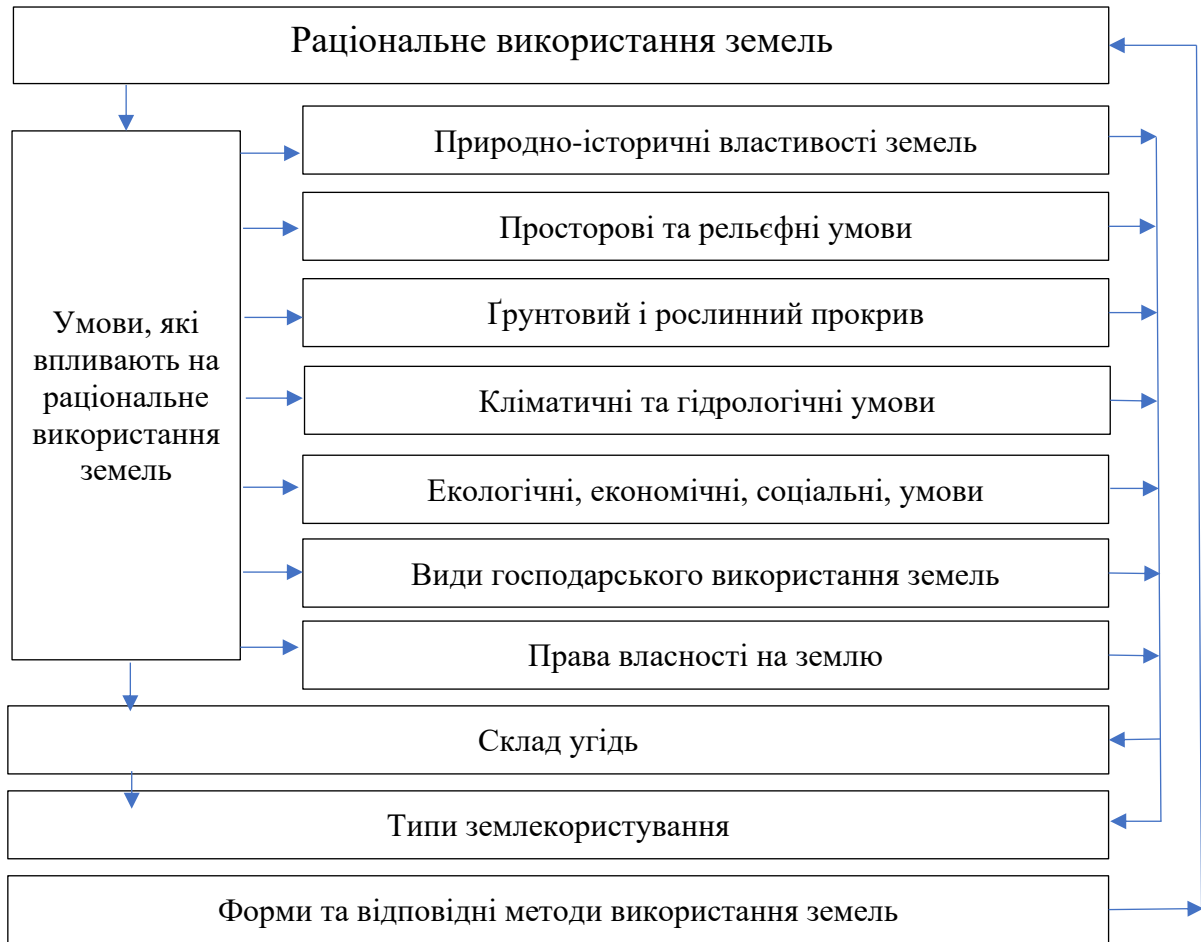 Раціональне використання земель
Умови, які
впливають на
раціональне
використання
земель
Природно-історичні властивості земель
Просторові та рельєфні умови
Ґрунтовий і рослинний прокрив
Кліматичні та гідрологічні умови
Екологічні, економічні, соціальні, умови
Види господарського використання земель
Права власності на землю
Склад угідь
Типи землекористування
Форми та відповідні методи використання земель